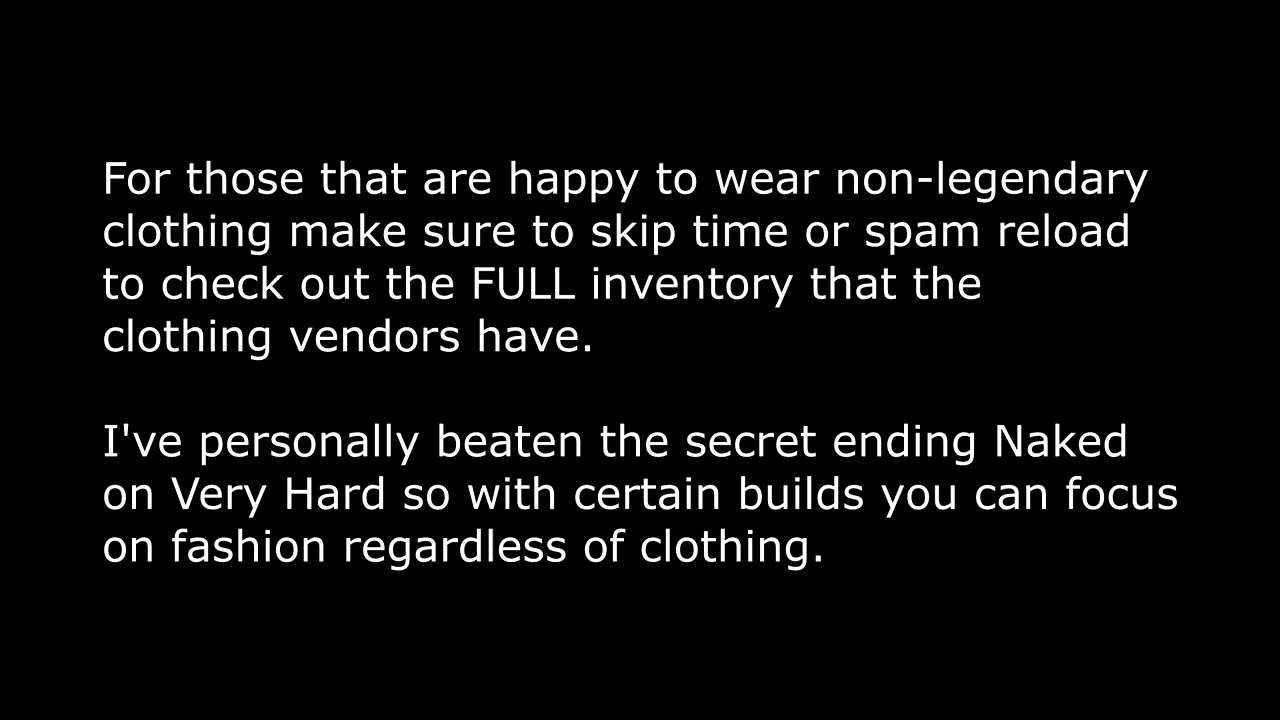 For those that are happy to wear non-legendary
clothing make sure to skip time or spam reload
to check out the FULL inventory that the
clothing vendors have.
I've personally beaten the secret ending Naked
on Very Hard so with certain builds you can focus
on fashion regardless of clothing.